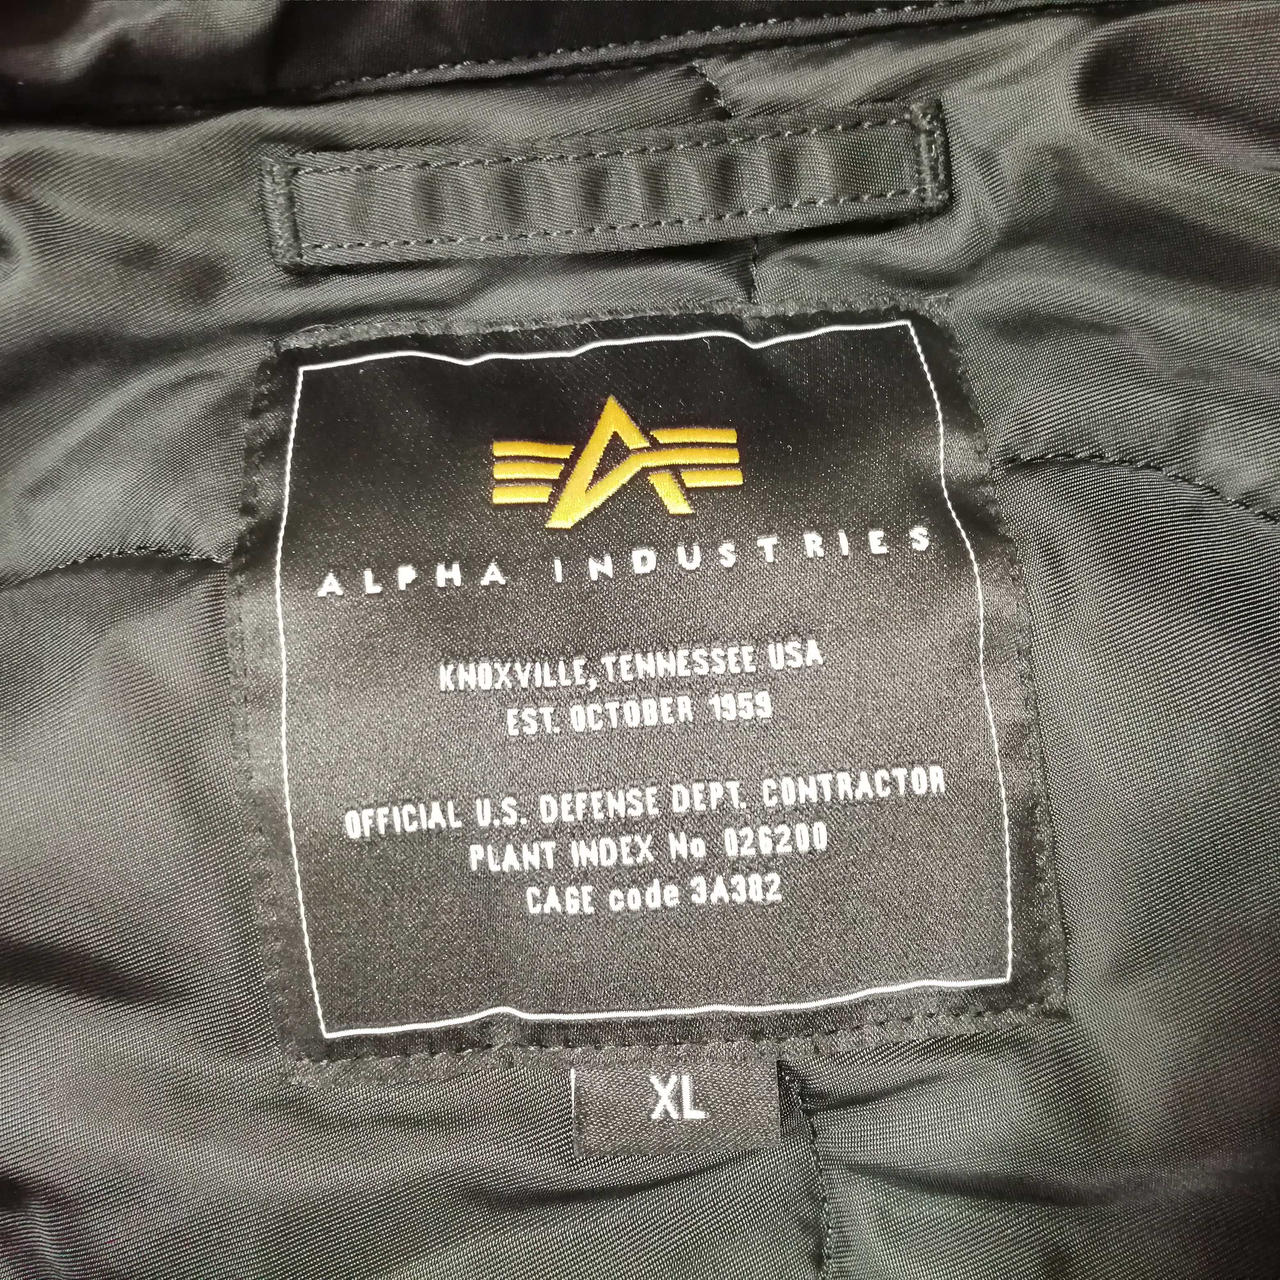 ALPHA INDUSTRIES
KNOXVILLE, TENNESSEE USA
EST. OCTOBER 1959
OFFICIAL U.S. DEFENSE DEPT. CONTRACTOR
PLANT INDEX No 026200
CAGE code 3A382
XL